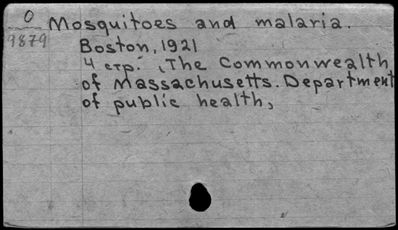 O Mosquitoes and malaria.
9879 Boston, 1921
4 стр. , The Commonwealth
of Massachusetts. Department
of public health,